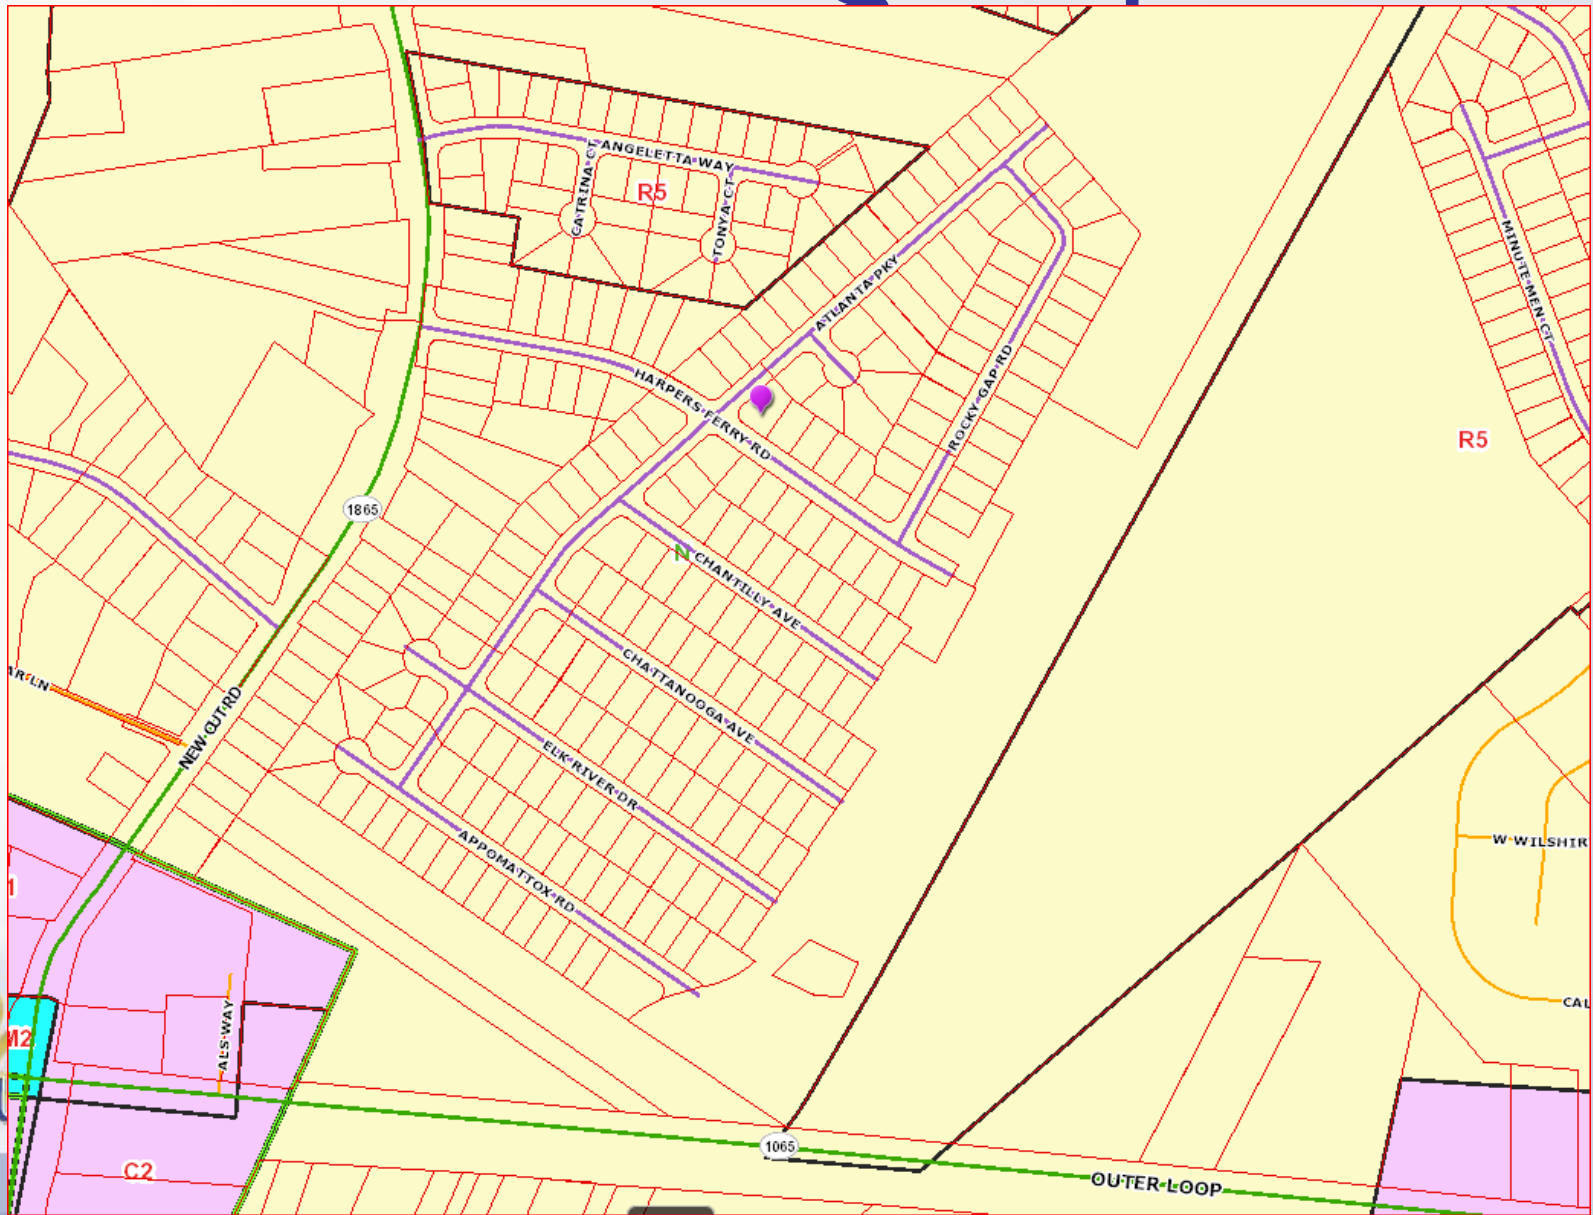 ANGELETTA WAY
CATRINA CT
R5
TONYA CT
MINUTE MEN CT
ATLANTA PKY
HARPERS FERRY RD
ROCKY GAP RD
R5
1865
N
CHANTILLY AVE
CHATTANOOGA AVE
AR LN
NEW CUT RD
ELK RIVER DR
APPOMATTOX RD
W WILSHIR
1
CAL
ALS WAY
M2
1065
C2
OUTER LOOP